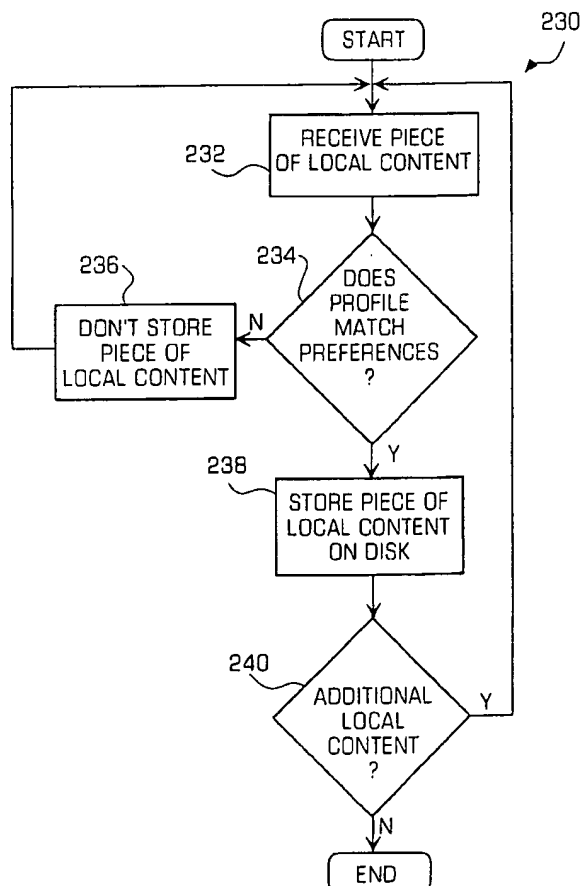 230
START
232
RECEIVE PIECE
OF LOCAL CONTENT
234
DOES
PROFILE
MATCH
PREFERENCES
?
N
236
DON'T STORE
PIECE OF
LOCAL CONTENT
Y
238
STORE PIECE OF
LOCAL CONTENT
ON DISK
240
ADDITIONAL
LOCAL
CONTENT
?
Y
N
END